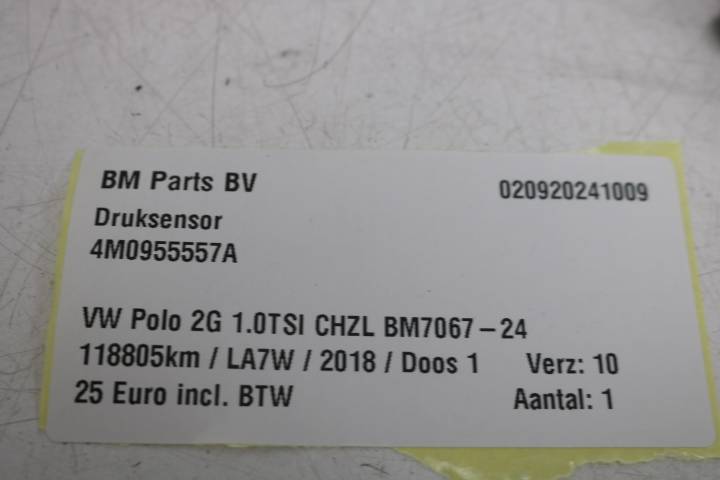 BM Parts BV 020920241009
Druksensor
4M0955557A
VW Polo 2G 1.0TSI CHZL BM7067-24
118805km / LA7W / 2018 / Doos 1 Verz: 10
25 Euro incl. BTW Aantal: 1